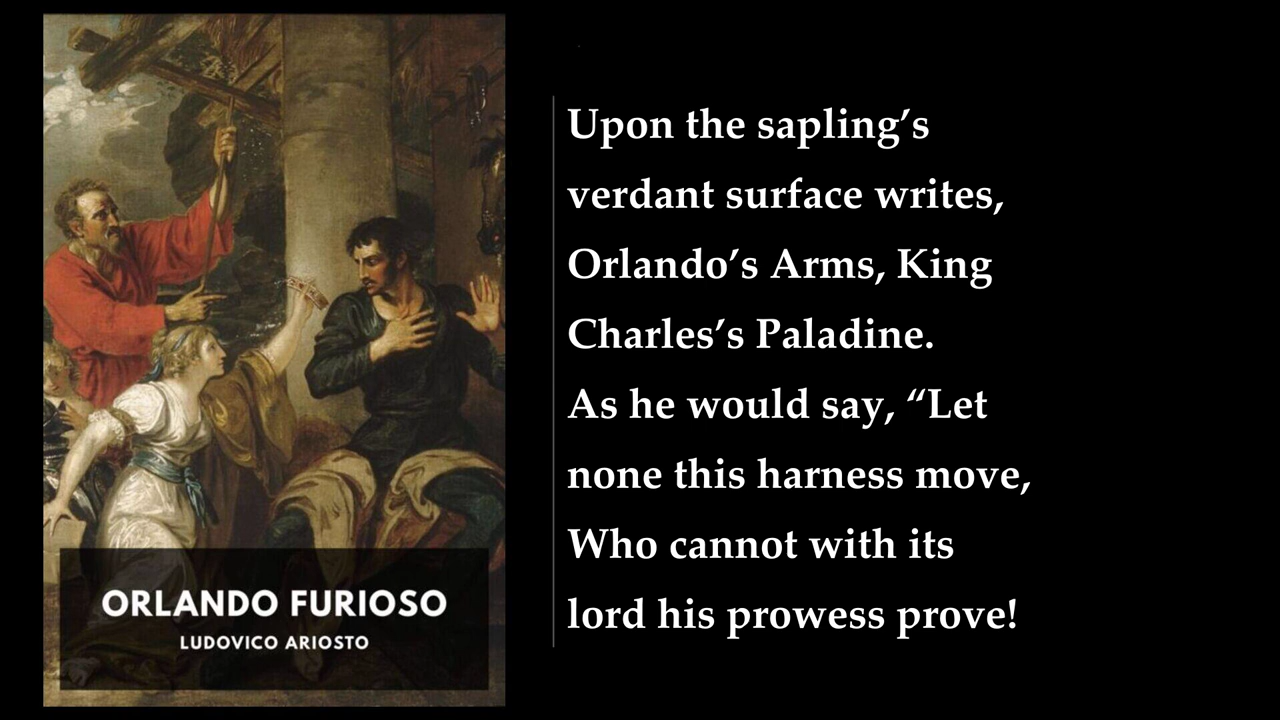 ORLANDO FURIOSO
LUDOVICO ARIOSTO
Upon the sapling’s
verdant surface writes,
Orlando’s Arms, King
Charles’s Paladine.
As he would say, “Let
none this harness move,
Who cannot with its
lord his prowess prove!